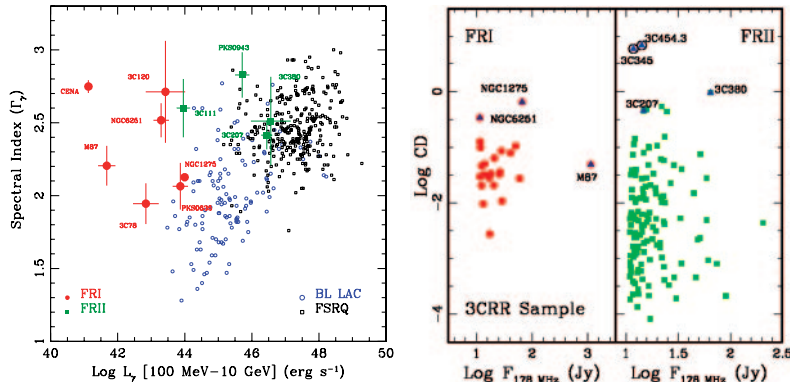 Spectral Index (Γγ)
3
2.5
2
1.5
1
40
42
44
46
48
50
Log Lγ [100 MeV−10 GeV] (erg s⁻¹)
CENA
3C120
PKS0943
3C380
NGC6251
3C111
3C207
M87
NGC1275
3C78
FRI
FRII
BL LAC
FSRQ
Log CD
0
−2
−4
FRI
NGC1275
NGC6251
M87
3CRR Sample
1
2
3
Log F178 MHz (Jy)
FRII
3C454.3
3C345
3C380
3C207
1
1.5
2
2.5
Log F178 MHz (Jy)